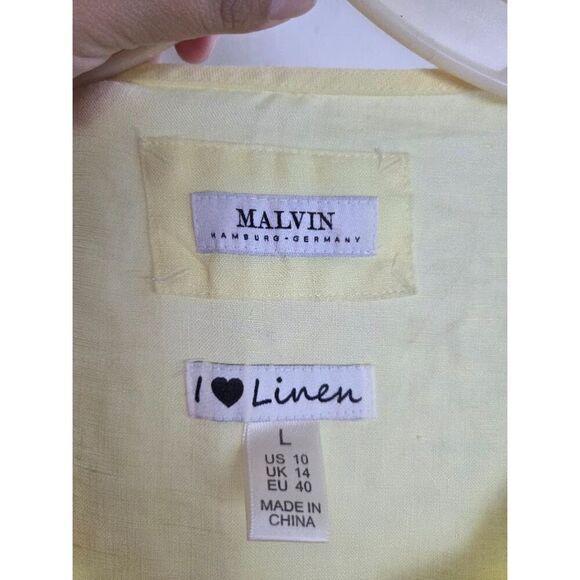 MALVIN
HAMBURG-GERMANY
I ♥ Linen
L
US 10
UK 14
EU 40
MADE IN
CHINA